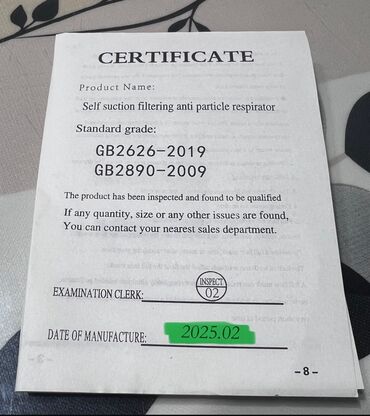 CERTIFICATE
Product Name:
Self suction filtering anti particle respirator
Standard grade:
GB2626-2019
GB2890-2009
The product has been inspected and found to be qualified
If any quantity, size or any other issues are found,
You can contact your nearest sales department.
INSPECT
EXAMINATION CLERK: 02
DATE OF MANUFACTURE: 2025.02
-8-